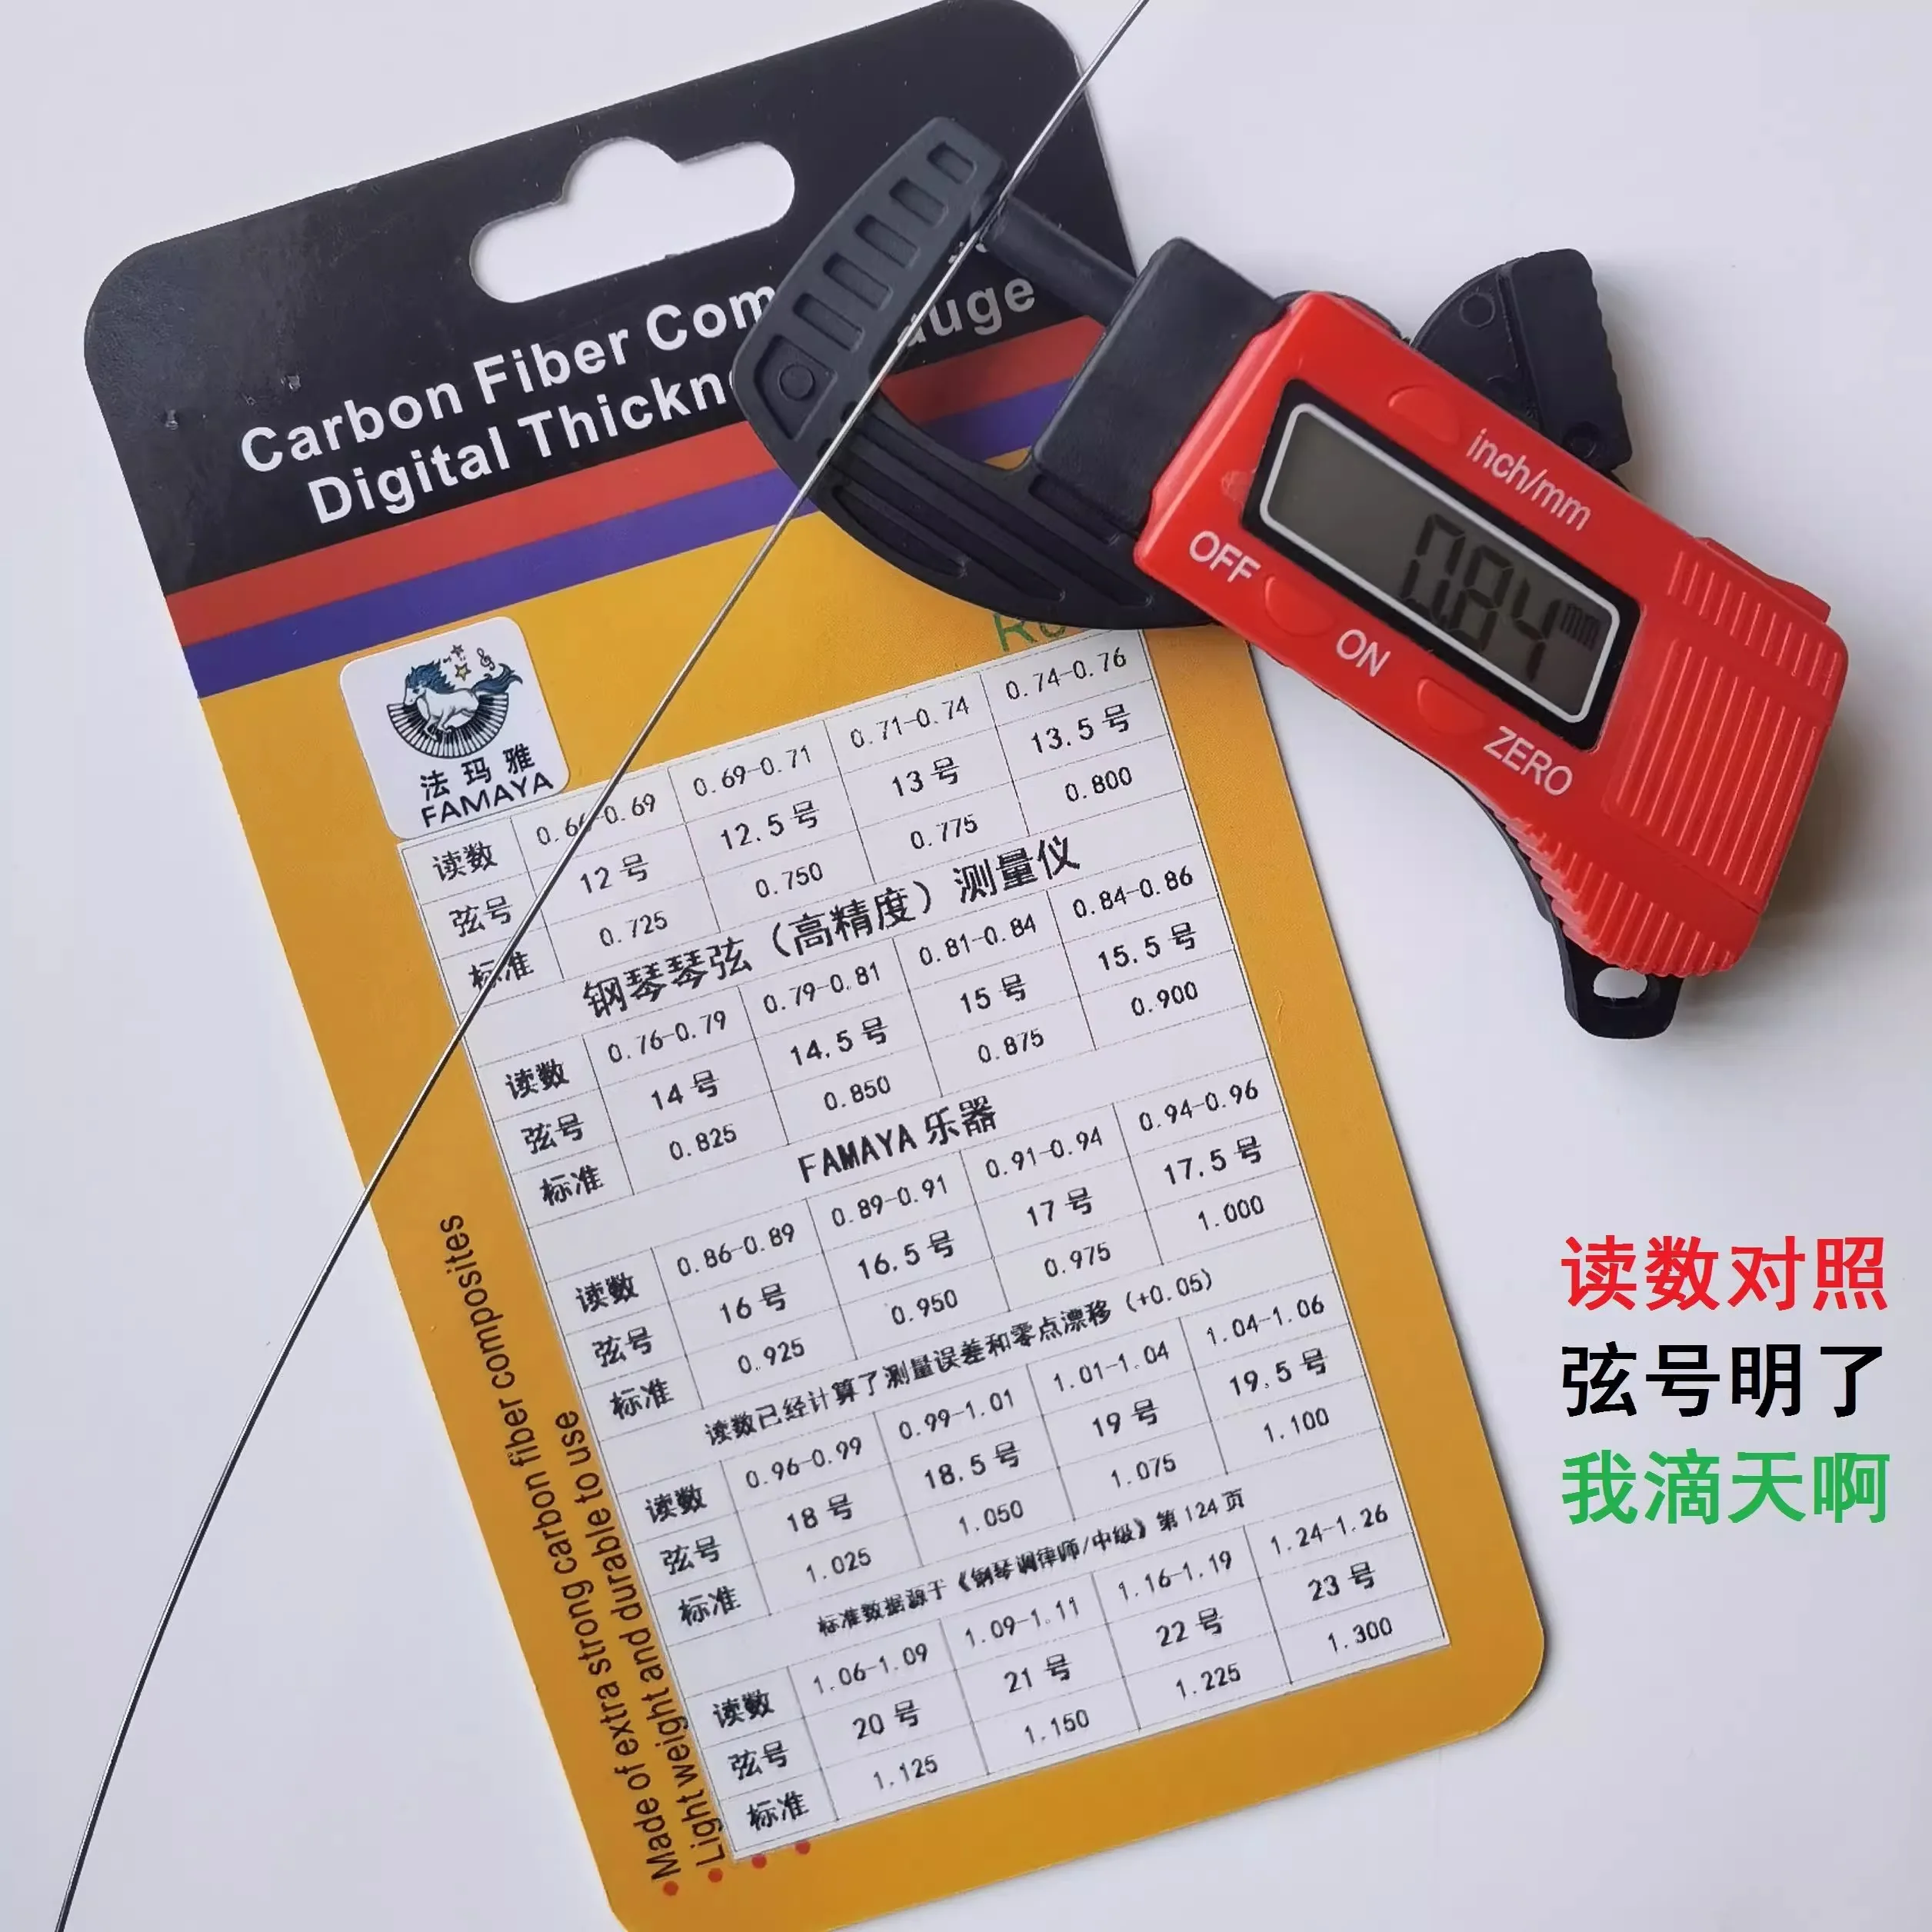 Carbon Fiber Com
Digital Thickn auge
inch/mm
OFF
0.84 mm
ON
ZERO
法玛雅
FAMAYA
读数 0.66-0.69 0.69-0.71 0.71-0.74 0.74-0.76
弦号 12号 12.5号 13号 13.5号
标准 0.725 0.750 0.775 0.800
钢琴琴弦（高精度）测量仪
读数 0.76-0.79 0.79-0.81 0.81-0.84 0.84-0.86
弦号 14号 14.5号 15号 15.5号
标准 0.825 0.850 0.875 0.900
FAMAYA 乐器
读数 0.86-0.89 0.89-0.91 0.91-0.94 0.94-0.96
弦号 16号 16.5号 17号 17.5号
标准 0.925 0.950 0.975 1.000
读数已经计算了测量误差和零点漂移（+0.05）
读数 0.96-0.99 0.99-1.01 1.01-1.04 1.04-1.06
弦号 18号 18.5号 19号 19.5号
标准 1.025 1.050 1.075 1.100
标准数据源于《钢琴调律师/中级》第124页
读数 1.06-1.09 1.09-1.11 1.16-1.19 1.24-1.26
弦号 20号 21号 22号 23号
标准 1.125 1.150 1.225 1.300
•Made of extra strong carbon fiber composites
•Light weight and durable to use
读数对照
弦号明了
我滴天啊